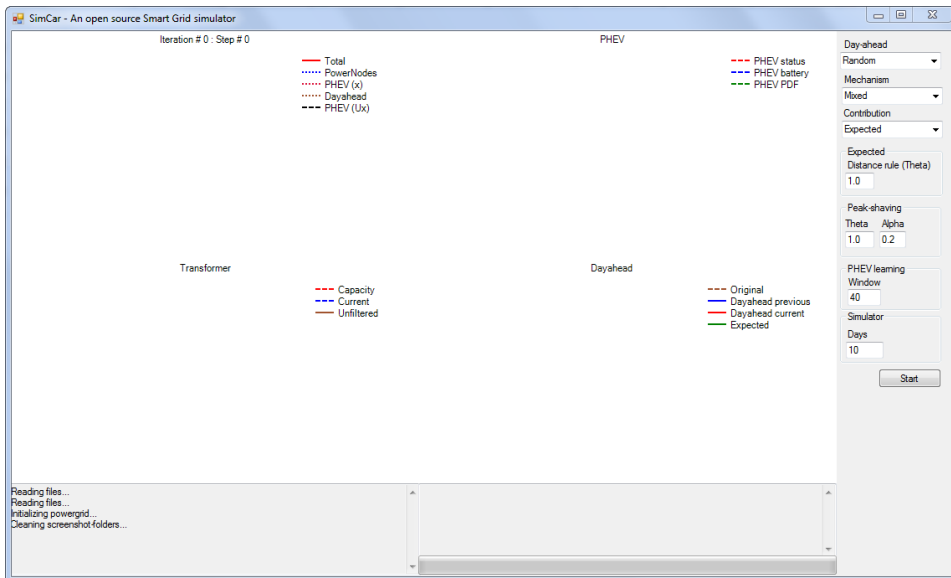 SimCar - An open source Smart Grid simulator
Iteration # 0 : Step # 0
Total
PowerNodes
PHEV (x)
Dayahead
PHEV (Ux)
PHEV
PHEV status
PHEV battery
PHEV PDF
Transformer
Capacity
Current
Unfiltered
Dayahead
Original
Dayahead previous
Dayahead current
Expected
Day-ahead
Random
Mechanism
Mixed
Contribution
Expected
Expected
Distance rule (Theta)
1.0
Peak-shaving
Theta Alpha
1.0 0.2
PHEV learning
Window
40
Simulator
Days
10
Start
Reading files...
Reading files...
Initializing powergrid...
Cleaning screenshot-folders...